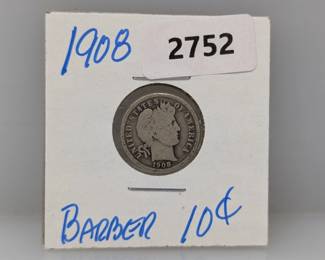 1908
2752
UNITED STATES OF AMERICA
1908
BARBER 10¢